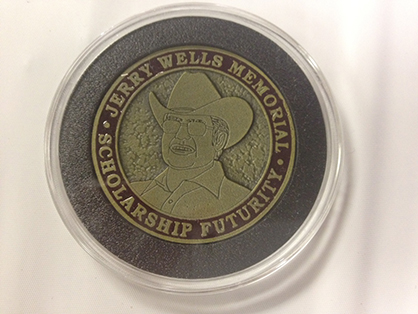 • JERRY WELLS MEMORIAL •
SCHOLARSHIP FUTURITY